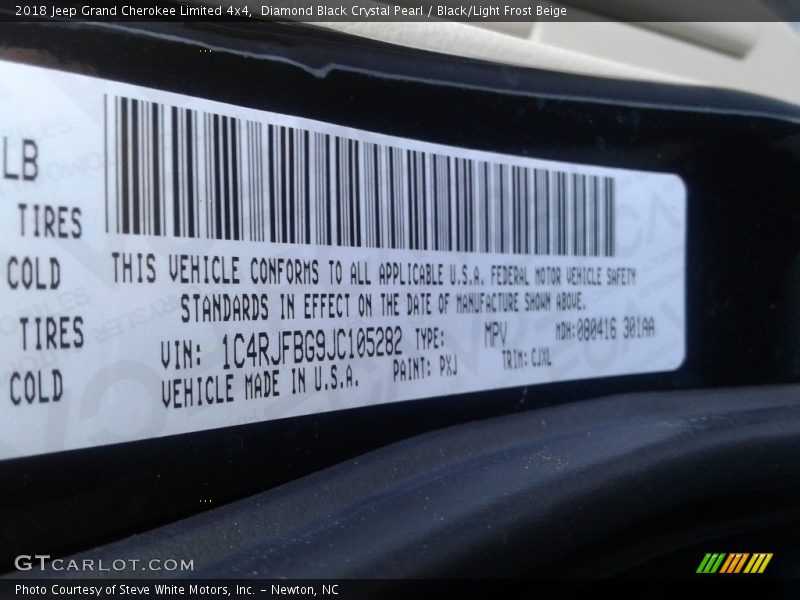 2018 Jeep Grand Cherokee Limited 4x4, Diamond Black Crystal Pearl / Black/Light Frost Beige
LB
TIRES
COLD
TIRES
COLD
THIS VEHICLE CONFORMS TO ALL APPLICABLE U.S.A. FEDERAL MOTOR VEHICLE SAFETY
STANDARDS IN EFFECT ON THE DATE OF MANUFACTURE SHOWN ABOVE.
VIN: 1C4RJFBG9JC105282 TYPE: MPV MDH:080416 301AA
VEHICLE MADE IN U.S.A. PAINT: PXJ TRIM: CJXL
GTCARLOT.COM
Photo Courtesy of Steve White Motors, Inc. – Newton, NC